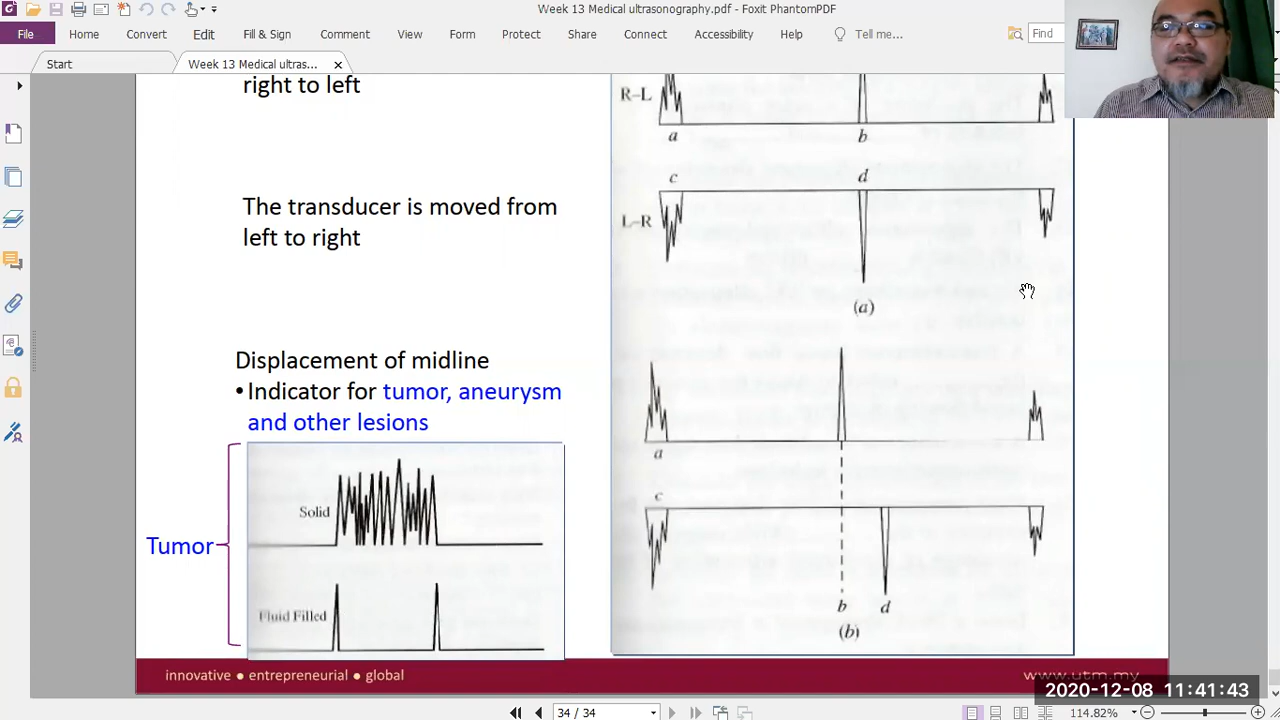 Week 13 Medical ultrasonography.pdf - Foxit PhantomPDF
File Home Convert Edit Fill & Sign Comment View Form Protect Share Connect Accessibility Help Tell me... Find
Start Week 13 Medical ultras...
right to left
The transducer is moved from
left to right
Displacement of midline
• Indicator for tumor, aneurysm
and other lesions
Tumor
Solid
Fluid Filled
R–L
a b
c d
L–R
(a)
a
c
b d
(b)
innovative ● entrepreneurial ● global
www.utm.my
2020-12-08 11:41:43
34 / 34
114.82%